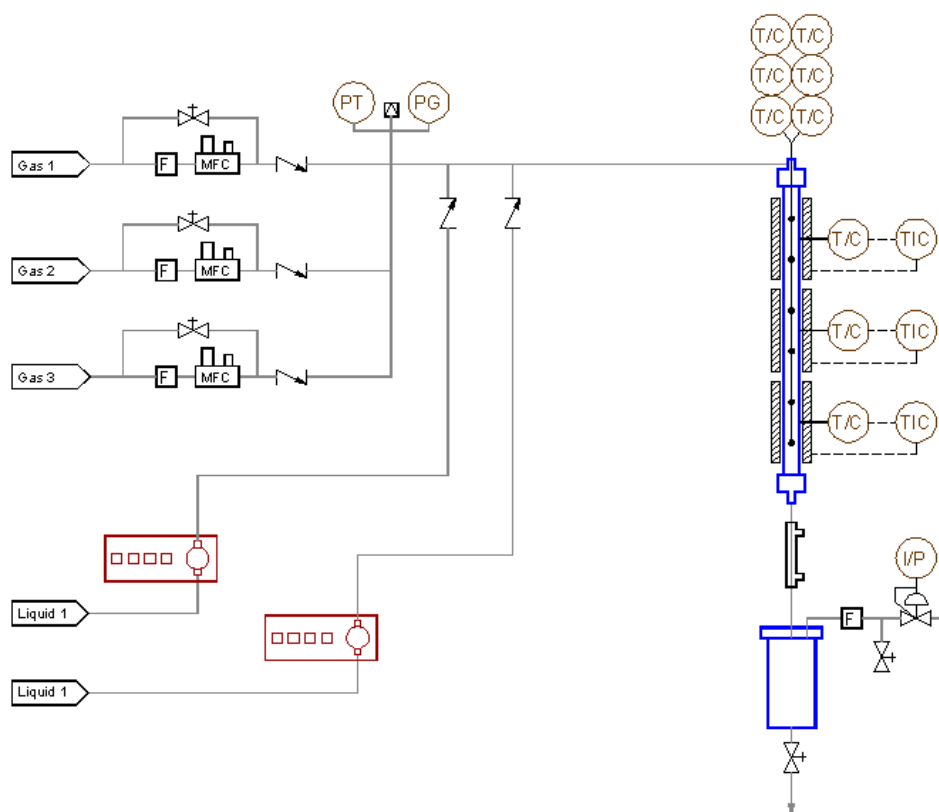 T/C T/C
T/C T/C
T/C T/C
PT PG
Gas 1 F MFC
T/C TIC
Gas 2 F MFC
T/C TIC
Gas 3 F MFC
T/C TIC
I/P
Liquid 1
F
Liquid 1